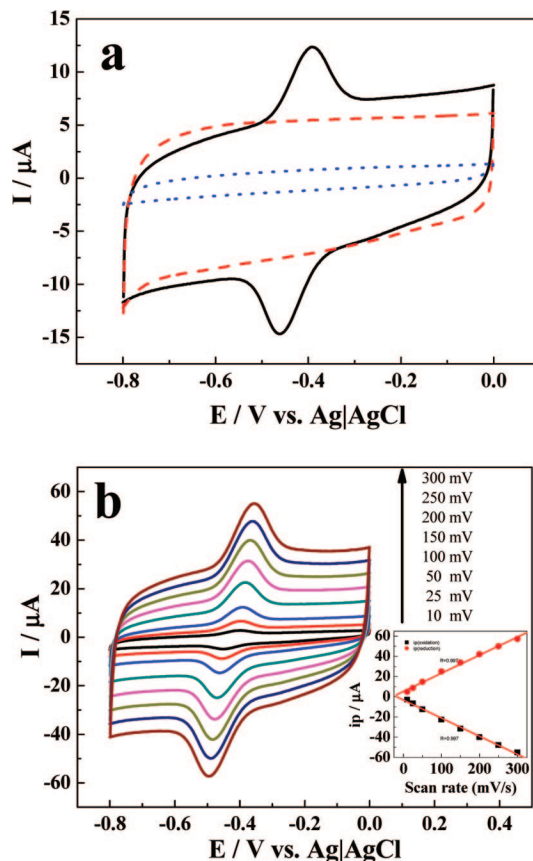 a
15
10
5
0
-5
-10
-15
I / μA
-0.8 -0.6 -0.4 -0.2 0.0
E / V vs. Ag|AgCl
b
60
40
20
0
-20
-40
-60
I / μA
-0.8 -0.6 -0.4 -0.2 0.0 0.2 0.4
E / V vs. Ag|AgCl
300 mV
250 mV
200 mV
150 mV
100 mV
50 mV
25 mV
10 mV
60
40
20
0
-20
-40
-60
ip / μA
ip(oxidation)
R=0.997
0 100 200 300
Scan rate (mV/s)